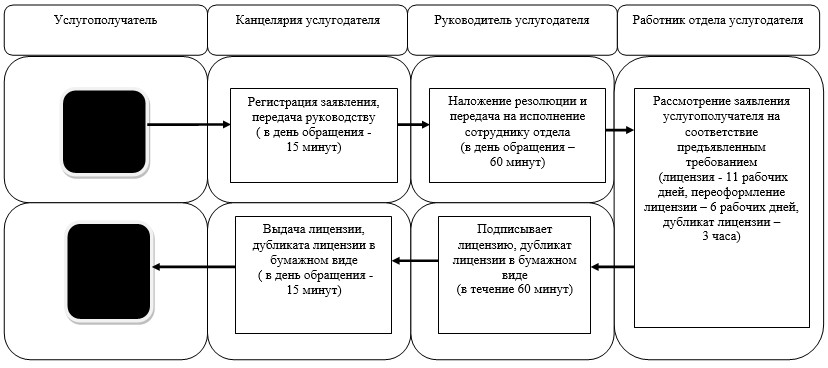 Услугополучатель
Канцелярия услугодателя
Руководитель услугодателя
Работник отдела услугодателя
Регистрация заявления,
передача руководству
( в день обращения -
15 минут)
Наложение резолюции и
передача на исполнение
сотруднику отдела
(в день обращения –
60 минут)
Рассмотрение заявления
услугополучателя на
соответствие
предъявленным
требованием
(лицензия - 11 рабочих
дней, переоформление
лицензии – 6 рабочих дней,
дубликат лицензии –
3 часа)
Выдача лицензии,
дубликата лицензии в
бумажном виде
( в день обращения -
15 минут)
Подписывает
лицензию, дубликат
лицензии в бумажном
виде
(в течение 60 минут)